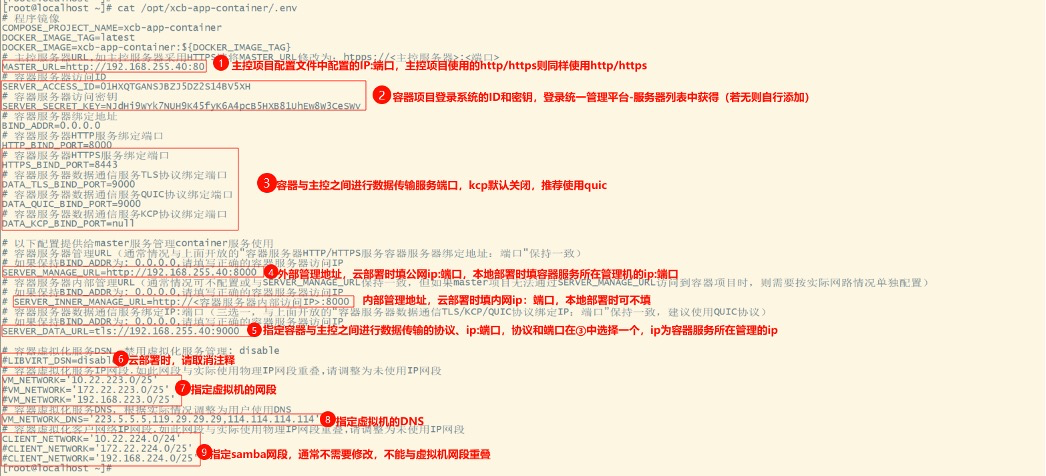 [root@localhost ~]# cat /opt/xcb-app-container/.env
# 程序镜像
COMPOSE_PROJECT_NAME=xcb-app-container
DOCKER_IMAGE_TAG=latest
DOCKER_IMAGE=xcb-app-container:${DOCKER_IMAGE_TAG}
# 主控服务器URL,如主控服务器采用HTTPS 将MASTER_URL修改为: https://<主控服务器>:<端口>
MASTER_URL=http://192.168.255.40:80
1 主控项目配置文件中配置的IP:端口，主控项目使用的http/https则同样使用http/https
# 容器服务器访问ID
SERVER_ACCESS_ID=01HXQTGANSJBZJ5DZ2S14BV5XH
# 容器服务器访问密钥
SERVER_SECRET_KEY=NJdHj9WYk7NUH9K45fyK6A4pcB5HXB81UhEw8W3CeSWv
2 容器项目登录系统的ID和密钥，登录统一管理平台-服务器列表中获得（若无则自行添加）
# 容器服务器绑定地址
BIND_ADDR=0.0.0.0
# 容器服务器HTTP服务绑定端口
HTTP_BIND_PORT=8000
# 容器服务器HTTPS服务绑定端口
HTTPS_BIND_PORT=8443
# 容器服务器数据通信服务TLS协议绑定端口
DATA_TLS_BIND_PORT=9000
# 容器服务器数据通信服务QUIC协议绑定端口
DATA_QUIC_BIND_PORT=9000
# 容器服务器数据通信服务KCP协议绑定端口
DATA_KCP_BIND_PORT=null
3 容器与主控之间进行数据传输服务端口，kcp默认关闭，推荐使用quic
# 以下配置提供给master服务管理container服务使用
# 容器服务器管理URL（通常情况与上面开放的"容器服务器HTTP/HTTPS服务容器服务器绑定地址: 端口"保持一致）
# 如果保持BIND_ADDR为: 0.0.0.0,请填写正确的容器服务器访问IP
SERVER_MANAGE_URL=http://192.168.255.40:8000
4 外部管理地址，云部署时填公网ip:端口，本地部署时填容器服务所在管理机的ip:端口
# 容器服务器内部管理URL（通常情况可不配置或与SERVER_MANAGE_URL保持一致，但如果master项目无法通过SERVER_MANAGE_URL访问到容器项目时，则需要按实际网路情况单独配置）
# 如果保持BIND_ADDR为: 0.0.0.0,请填写正确的容器服务器访问IP
# SERVER_INNER_MANAGE_URL=http://<容器服务器内部访问IP>:8000
内部管理地址，云部署时填内网ip：端口，本地部署时可不填
# 容器服务器数据通信服务绑定IP:端口（三选一，与上面开放的"容器服务器数据通信TLS/KCP/QUIC协议绑定IP: 端口"保持一致, 建议使用QUIC协议）
# 如果保持BIND_ADDR为: 0.0.0.0,请填写正确的容器服务器访问IP
SERVER_DATA_URL=tls://192.168.255.40:9000
5 指定容器与主控之间进行数据传输的协议、ip:端口，协议和端口在③中选择一个，ip为容器服务所在管理的ip
# 容器虚拟化服务DSN，禁用虚拟化服务管理: disable
#LIBVIRT_DSN=disabl
6 云部署时，请取消注释
# 容器虚拟化服务IP网段,如此网段与实际使用物理IP网段重叠,请调整为未使用IP网段
VM_NETWORK='10.22.223.0/25'
#VM_NETWORK='172.22.223.0/25'
#VM_NETWORK='192.168.223.0/25'
7 指定虚拟机的网段
# 容器虚拟化服务DNS, 根据实际情况调整为用户使用DNS
VM_NETWORK_DNS='223.5.5.5,119.29.29.29,114.114.114.114'
8 指定虚拟机的DNS
# 容器虚拟化客户网络IP网段,如此网段与实际使用物理IP网段重叠,请调整为未使用IP网段
CLIENT_NETWORK='10.22.224.0/24'
#CLIENT_NETWORK='172.22.224.0/25'
#CLIENT_NETWORK='192.168.224.0/25'
9 指定samba网段，通常不需要修改，不能与虚拟机网段重叠
[root@localhost ~]#